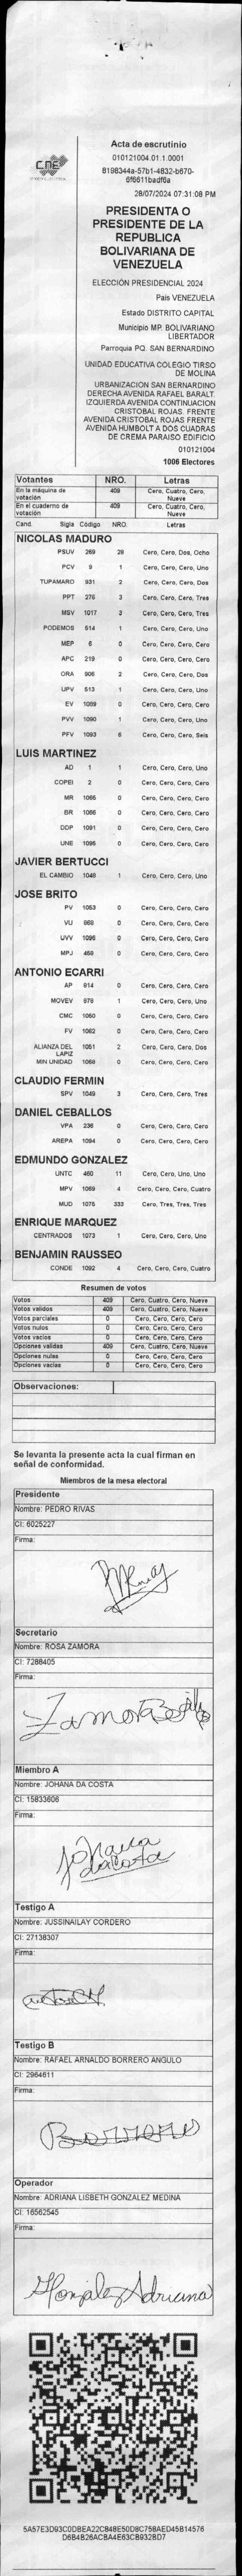 CNE
Acta de escrutinio
010121004.01.1.0001
8198344a-57b1-4832-b670-
6f6611badf6a
28/07/2024 07:31:08 PM
PRESIDENTA O
PRESIDENTE DE LA
REPUBLICA
BOLIVARIANA DE
VENEZUELA
ELECCIÓN PRESIDENCIAL 2024
País VENEZUELA
Estado DISTRITO CAPITAL
Municipio MP. BOLIVARIANO
LIBERTADOR
Parroquia PQ. SAN BERNARDINO
UNIDAD EDUCATIVA COLEGIO TIRSO
DE MOLINA
URBANIZACION SAN BERNARDINO
DERECHA AVENIDA RAFAEL BARALT.
IZQUIERDA AVENIDA CONTINUACION
CRISTOBAL ROJAS. FRENTE
AVENIDA CRISTOBAL ROJAS FRENTE
AVENIDA HUMBOLT A DOS CUADRAS
DE CREMA PARAISO EDIFICIO
010121004
1006 Electores
Votantes NRO. Letras
En la máquina de votación 409 Cero, Cuatro, Cero, Nueve
En el cuaderno de votación 409 Cero, Cuatro, Cero, Nueve
Cand. Sigla Código NRO. Letras
NICOLAS MADURO
PSUV 269 28 Cero, Cero, Dos, Ocho
PCV 9 1 Cero, Cero, Cero, Uno
TUPAMARO 931 2 Cero, Cero, Cero, Dos
PPT 276 3 Cero, Cero, Cero, Tres
MSV 1017 3 Cero, Cero, Cero, Tres
PODEMOS 514 1 Cero, Cero, Cero, Uno
MEP 6 0 Cero, Cero, Cero, Cero
APC 219 0 Cero, Cero, Cero, Cero
ORA 906 2 Cero, Cero, Cero, Dos
UPV 513 1 Cero, Cero, Cero, Uno
EV 1009 0 Cero, Cero, Cero, Cero
PVV 1090 1 Cero, Cero, Cero, Uno
PFV 1093 6 Cero, Cero, Cero, Seis
LUIS MARTINEZ
AD 1 1 Cero, Cero, Cero, Uno
COPEI 2 0 Cero, Cero, Cero, Cero
MR 1065 0 Cero, Cero, Cero, Cero
BR 1066 0 Cero, Cero, Cero, Cero
DDP 1091 0 Cero, Cero, Cero, Cero
UNE 1095 0 Cero, Cero, Cero, Cero
JAVIER BERTUCCI
EL CAMBIO 1048 1 Cero, Cero, Cero, Uno
JOSE BRITO
PV 1053 0 Cero, Cero, Cero, Cero
VU 868 0 Cero, Cero, Cero, Cero
UVV 1096 0 Cero, Cero, Cero, Cero
MPJ 458 0 Cero, Cero, Cero, Cero
ANTONIO ECARRI
AP 914 0 Cero, Cero, Cero, Cero
MOVEV 978 1 Cero, Cero, Cero, Uno
CMC 1050 0 Cero, Cero, Cero, Cero
FV 1062 0 Cero, Cero, Cero, Cero
ALIANZA DEL LAPIZ 1051 2 Cero, Cero, Cero, Dos
MIN UNIDAD 1068 0 Cero, Cero, Cero, Cero
CLAUDIO FERMIN
SPV 1049 3 Cero, Cero, Cero, Tres
DANIEL CEBALLOS
VPA 236 0 Cero, Cero, Cero, Cero
AREPA 1094 0 Cero, Cero, Cero, Cero
EDMUNDO GONZALEZ
UNTC 460 11 Cero, Cero, Uno, Uno
MPV 1069 4 Cero, Cero, Cero, Cuatro
MUD 1075 333 Cero, Tres, Tres, Tres
ENRIQUE MARQUEZ
CENTRADOS 1073 1 Cero, Cero, Cero, Uno
BENJAMIN RAUSSEO
CONDE 1092 4 Cero, Cero, Cero, Cuatro
Resumen de votos
Votos 409 Cero, Cuatro, Cero, Nueve
Votos validos 409 Cero, Cuatro, Cero, Nueve
Votos parciales 0 Cero, Cero, Cero, Cero
Votos nulos 0 Cero, Cero, Cero, Cero
Votos vacios 0 Cero, Cero, Cero, Cero
Opciones validas 409 Cero, Cuatro, Cero, Nueve
Opciones nulas 0 Cero, Cero, Cero, Cero
Opciones vacias 0 Cero, Cero, Cero, Cero
Observaciones:
Se levanta la presente acta la cual firman en
señal de conformidad.
Miembros de la mesa electoral
Presidente
Nombre: PEDRO RIVAS
CI: 6025227
Firma:
Secretario
Nombre: ROSA ZAMORA
CI: 7288405
Firma:
Zamora
Miembro A
Nombre: JOHANA DA COSTA
CI: 15833606
Firma:
Johana
da Costa
Testigo A
Nombre: JUSSINAILAY CORDERO
CI: 27138307
Firma:
Testigo B
Nombre: RAFAEL ARNALDO BORRERO ANGULO
CI: 2964611
Firma:
Borrero
Operador
Nombre: ADRIANA LISBETH GONZALEZ MEDINA
CI: 16562545
Firma:
Gonzalez Adriana
5A57E3D93C0DBEA22C848E50D8C758AED45B14576
D6B4B26ACBA4E63CB932BD7